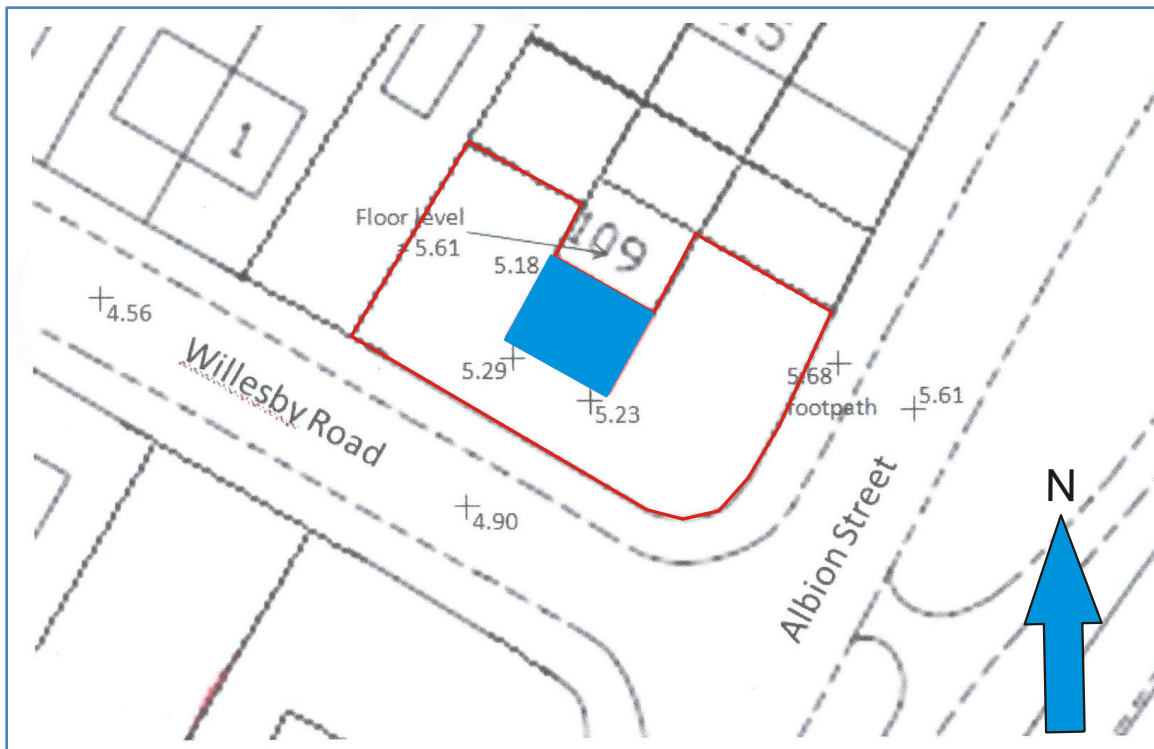 15
1
Floor level
= 5.61
109
5.18
4.56
Willesby Road
5.29
5.23
5.68
footpath
5.61
4.90
Albion Street
N